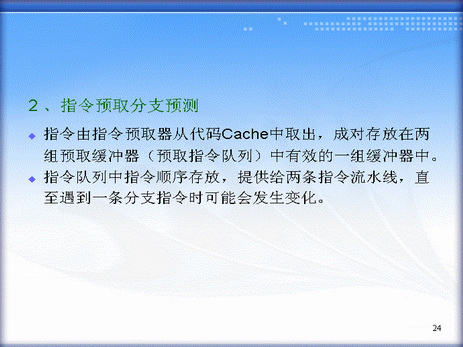 2 、指令预取分支预测
指令由指令预取器从代码Cache中取出，成对存放在两
组预取缓冲器（预取指令队列）中有效的一组缓冲器中。
指令队列中指令顺序存放，提供给两条指令流水线，直
至遇到一条分支指令时可能会发生变化。
24